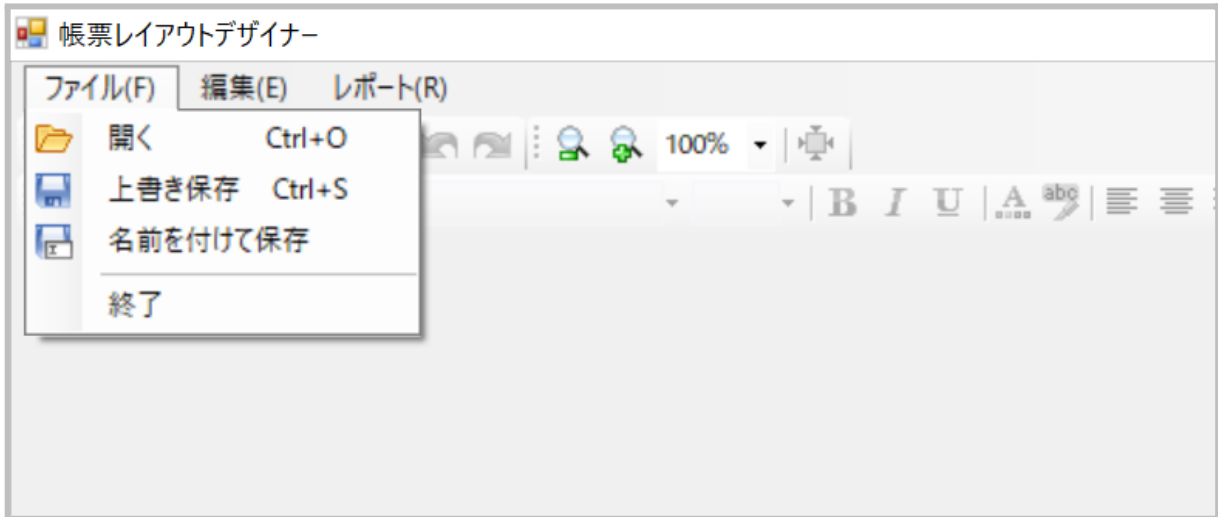 帳票レイアウトデザイナー
ファイル(F) 編集(E) レポート(R)
開く Ctrl+O
100%
上書き保存 Ctrl+S
B I U A abc
名前を付けて保存
終了